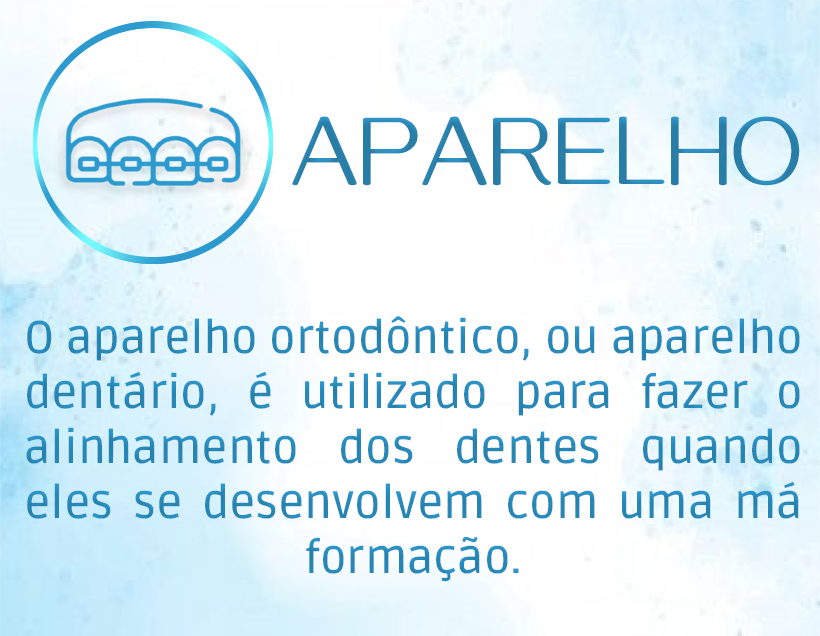 APARELHO
O aparelho ortodôntico, ou aparelho
dentário, é utilizado para fazer o
alinhamento dos dentes quando
eles se desenvolvem com uma má
formação.